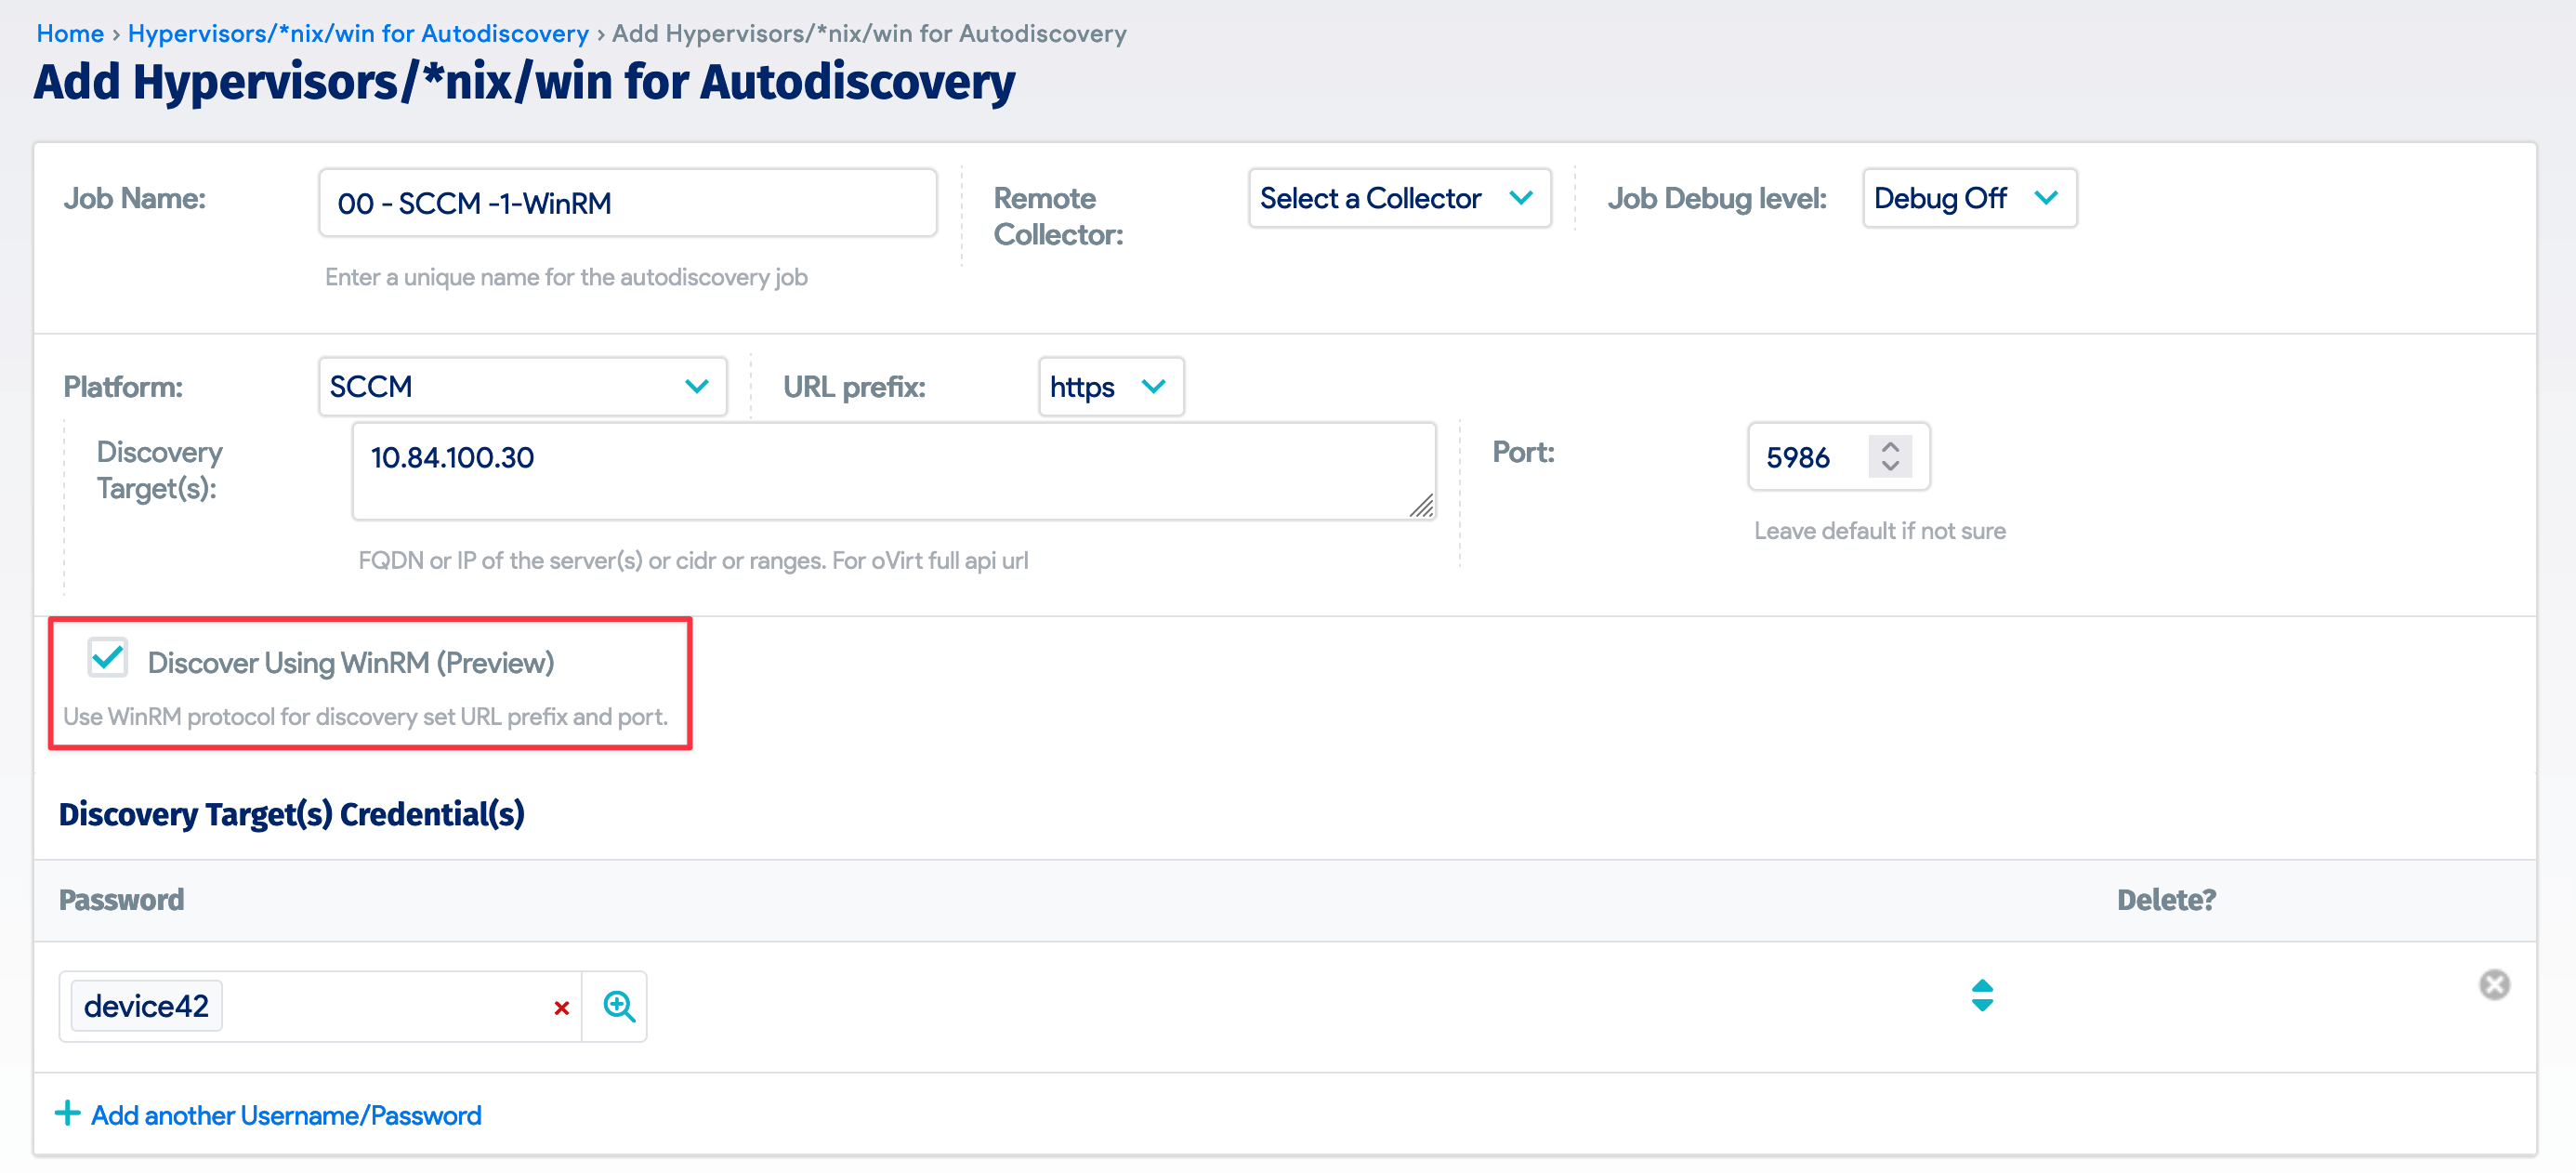 Home › Hypervisors/*nix/win for Autodiscovery › Add Hypervisors/*nix/win for Autodiscovery
Add Hypervisors/*nix/win for Autodiscovery
Job Name:
00 - SCCM -1-WinRM
Enter a unique name for the autodiscovery job
Remote
Collector:
Select a Collector
Job Debug level:
Debug Off
Platform:
SCCM
URL prefix:
https
Discovery
Target(s):
10.84.100.30
FQDN or IP of the server(s) or cidr or ranges. For oVirt full api url
Port:
5986
Leave default if not sure
Discover Using WinRM (Preview)
Use WinRM protocol for discovery set URL prefix and port.
Discovery Target(s) Credential(s)
Password
Delete?
device42
Add another Username/Password